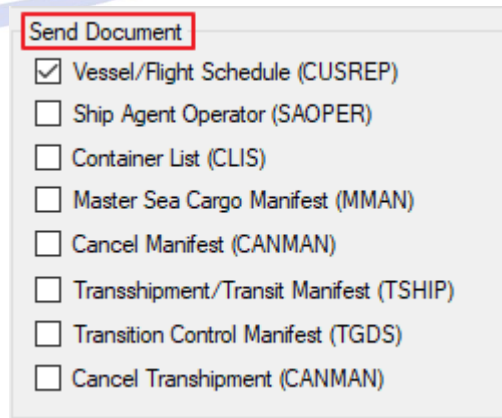 Send Document
Vessel/Flight Schedule (CUSREP)
Ship Agent Operator (SAOPER)
Container List (CLIS)
Master Sea Cargo Manifest (MMAN)
Cancel Manifest (CANMAN)
Transshipment/Transit Manifest (TSHIP)
Transition Control Manifest (TGDS)
Cancel Transhipment (CANMAN)